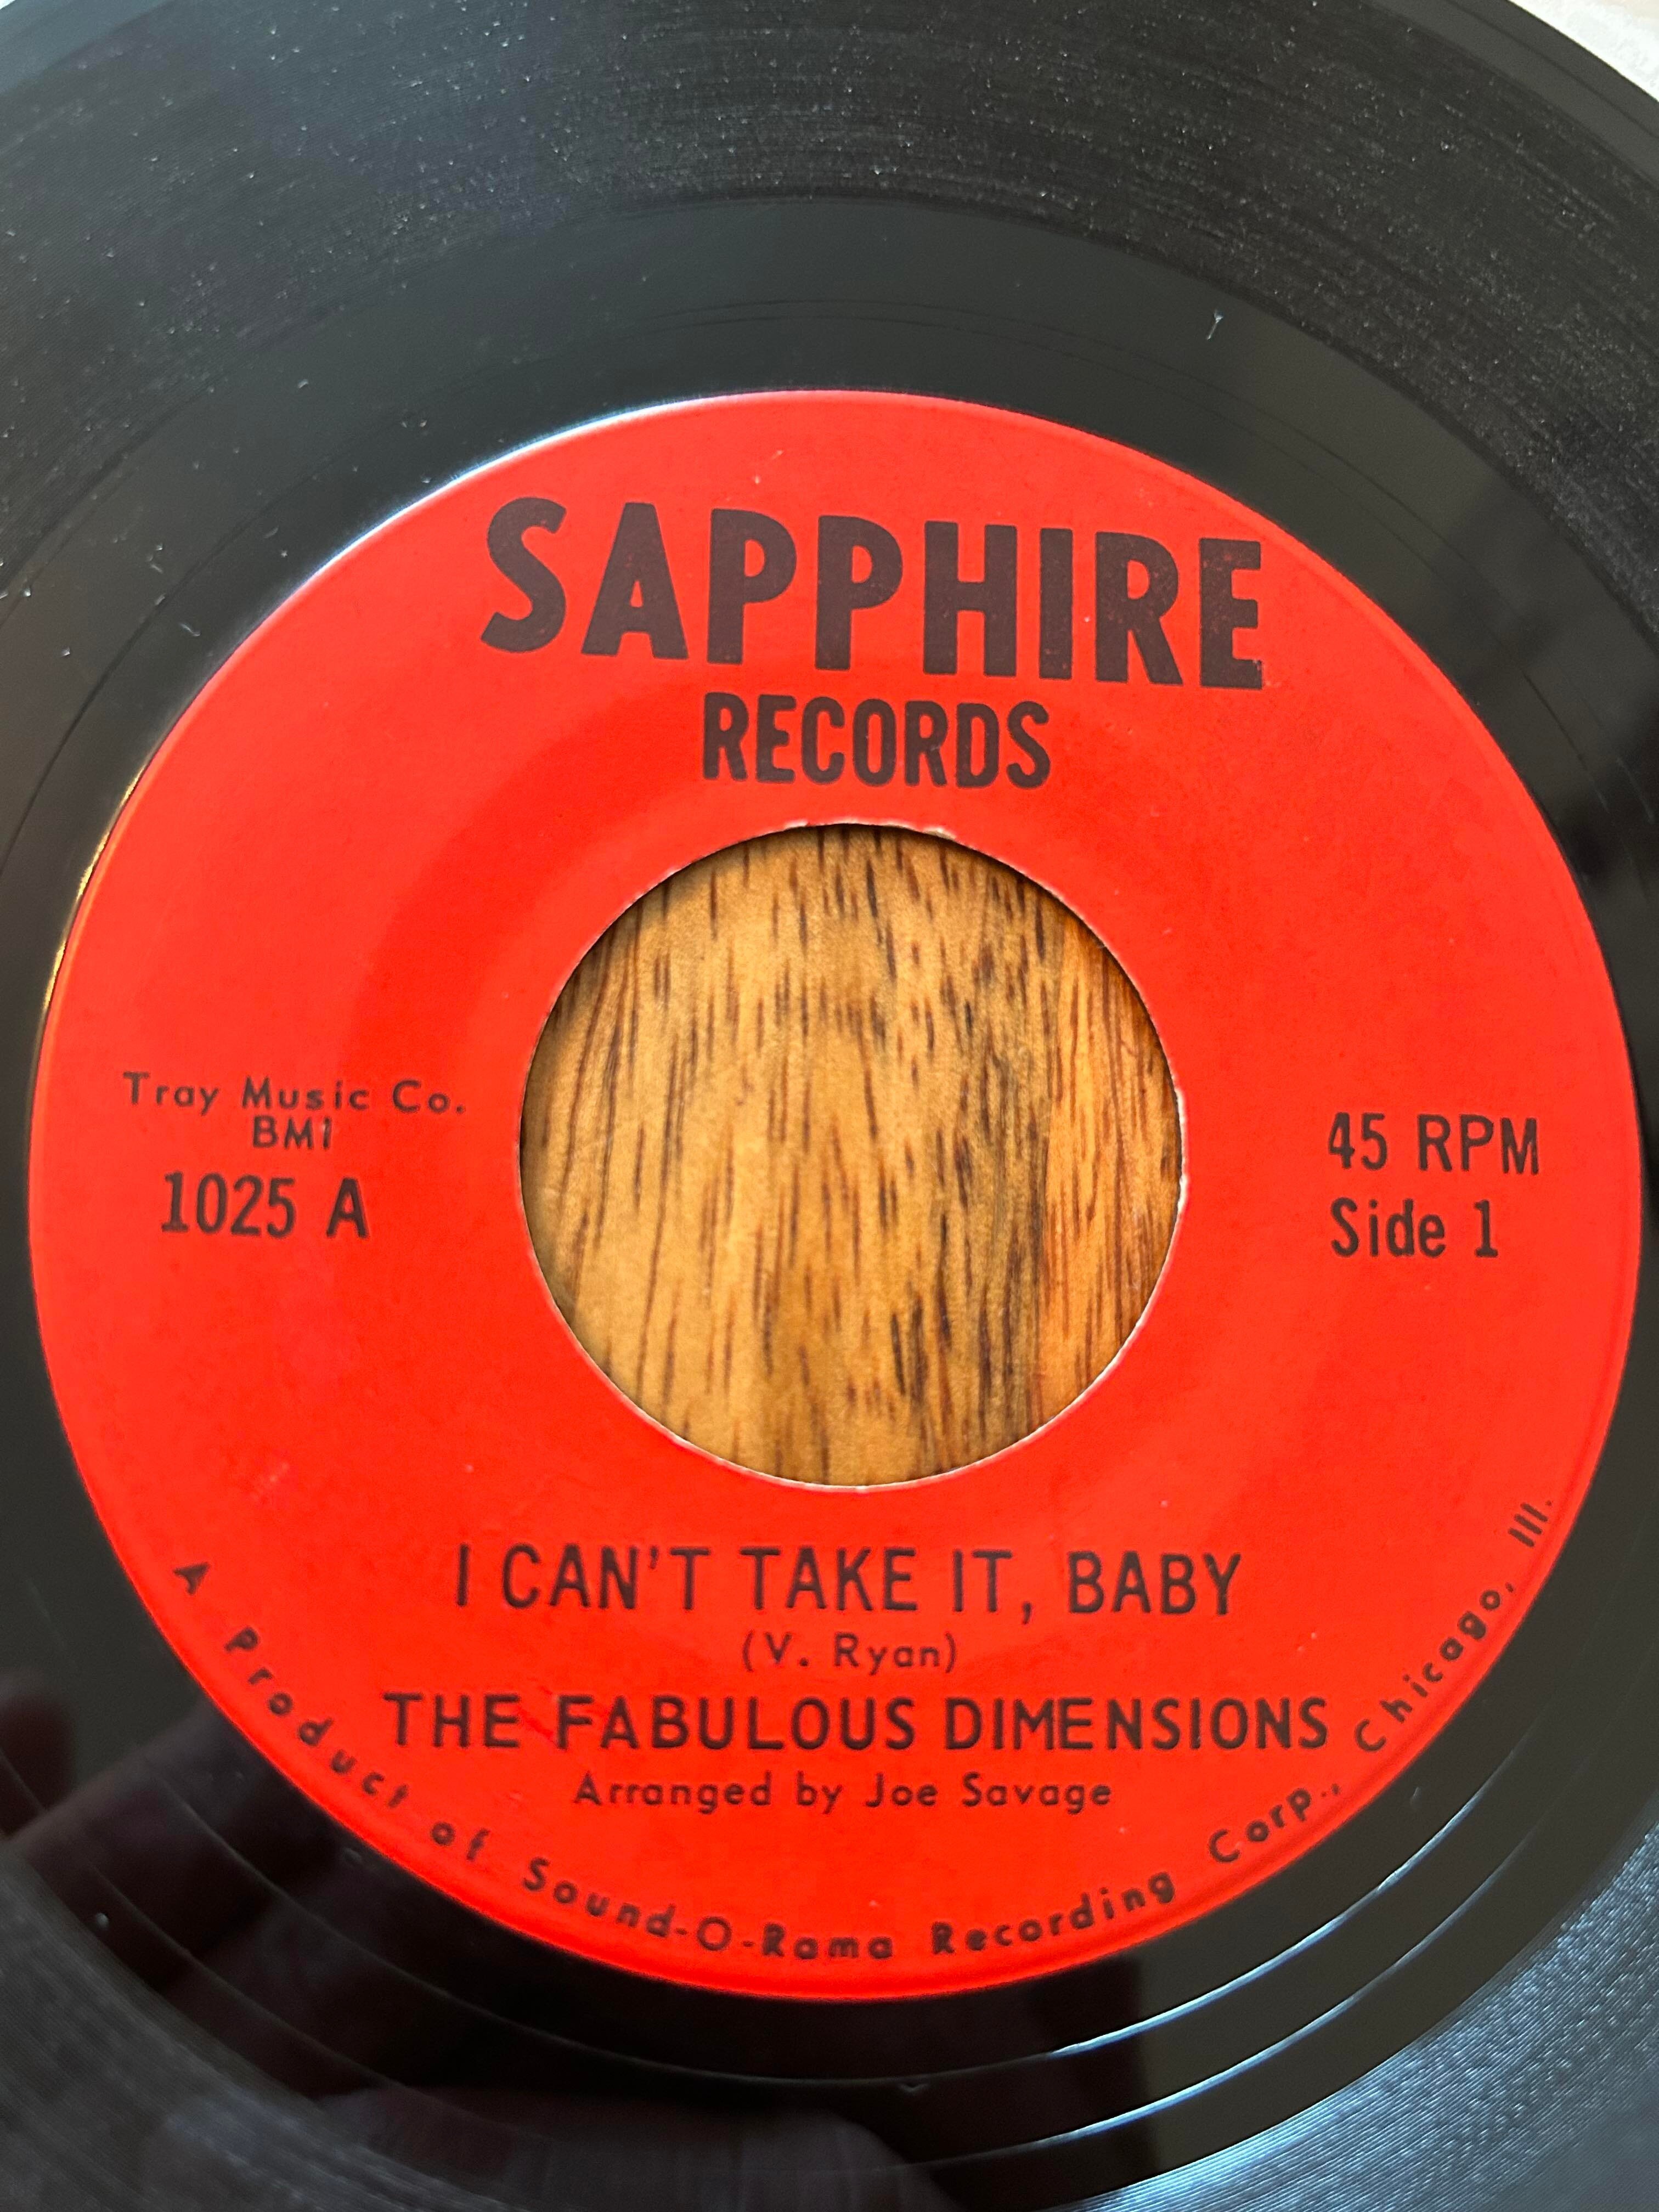 SAPPHIRE
RECORDS
Tray Music Co.
BMI
1025 A
45 RPM
Side 1
I CAN'T TAKE IT, BABY
(V. Ryan)
THE FABULOUS DIMENSIONS
Arranged by Joe Savage
A Product of Sound-O-Rama Recording Corp., Chicago, Ill.